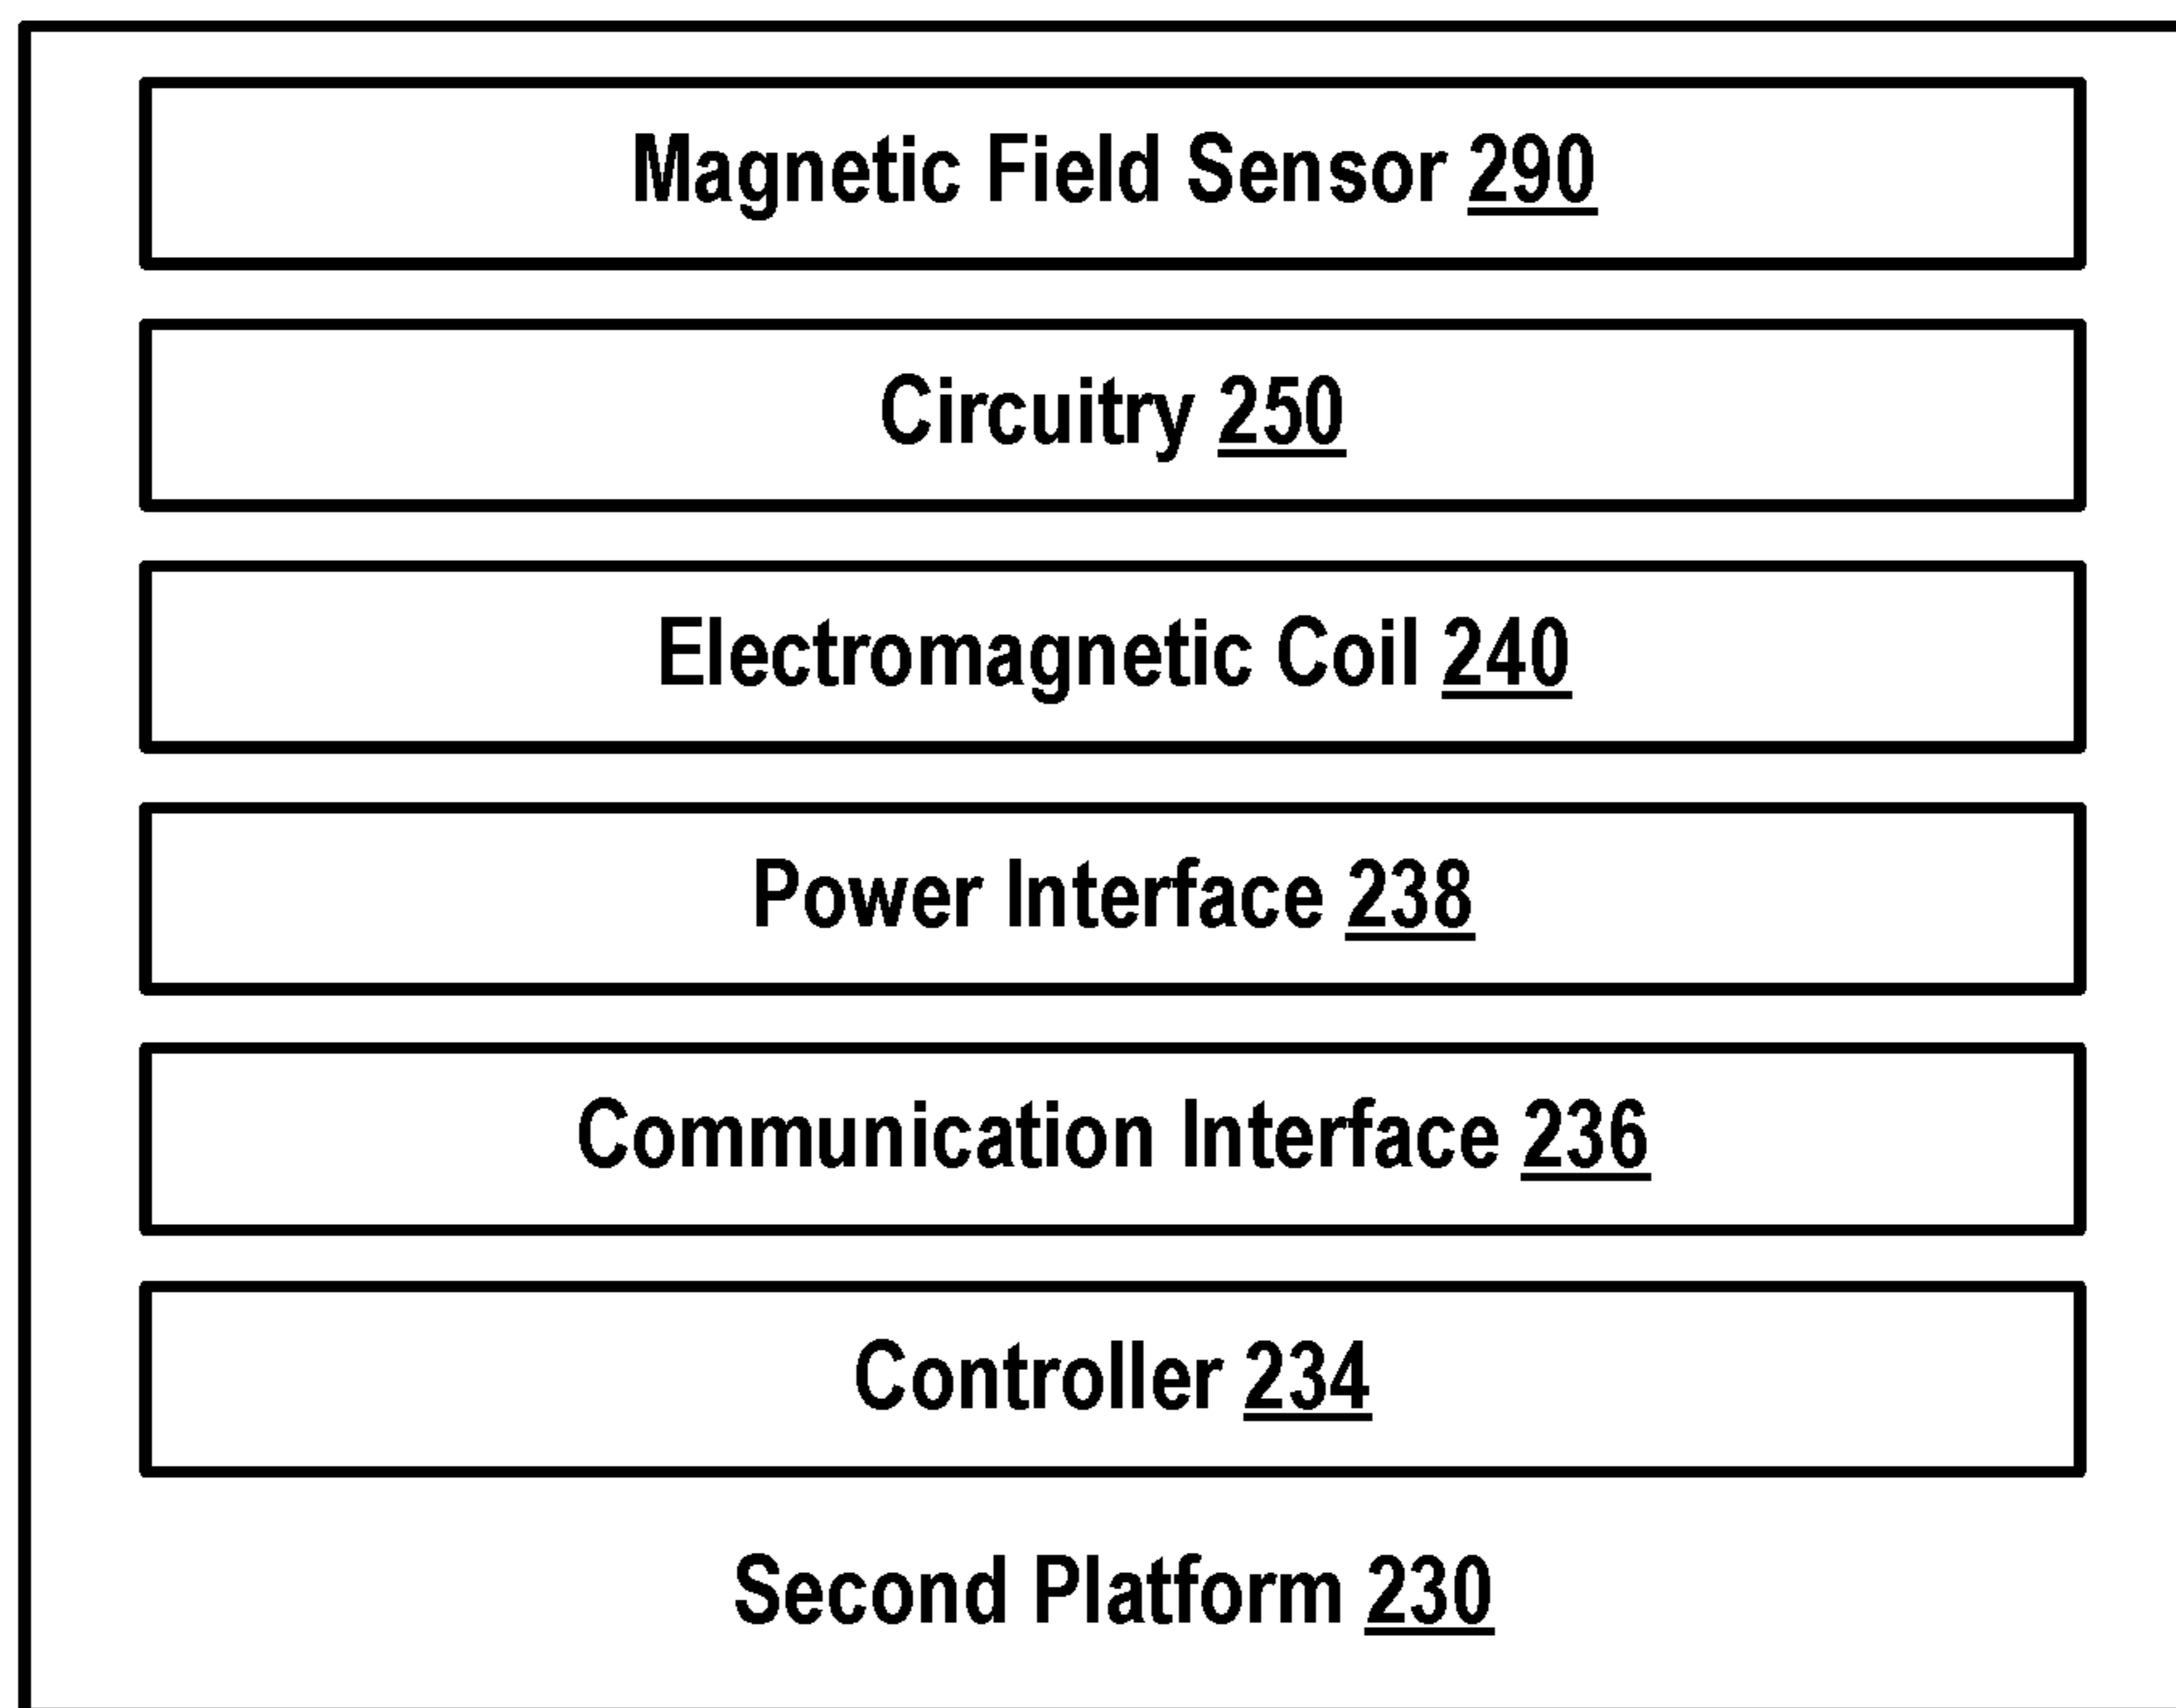 Magnetic Field Sensor 290
Circuitry 250
Electromagnetic Coil 240
Power Interface 238
Communication Interface 236
Controller 234
Second Platform 230